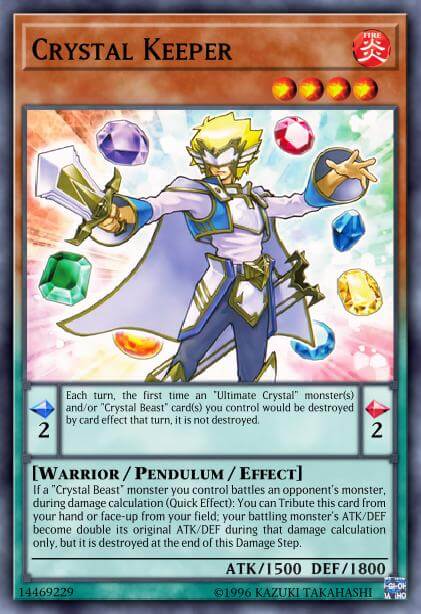 CRYSTAL KEEPER
FIRE
炎
Each turn, the first time an "Ultimate Crystal" monster(s)
and/or "Crystal Beast" card(s) you control would be destroyed
by card effect that turn, it is not destroyed.
2
2
[WARRIOR / PENDULUM / EFFECT]
If a "Crystal Beast" monster you control battles an opponent's monster,
during damage calculation (Quick Effect): You can Tribute this card from
your hand or face-up from your field; your battling monster's ATK/DEF
become double its original ATK/DEF during that damage calculation
only, but it is destroyed at the end of this Damage Step.
ATK/1500 DEF/1800
14469229
©1996 KAZUKI TAKAHASHI